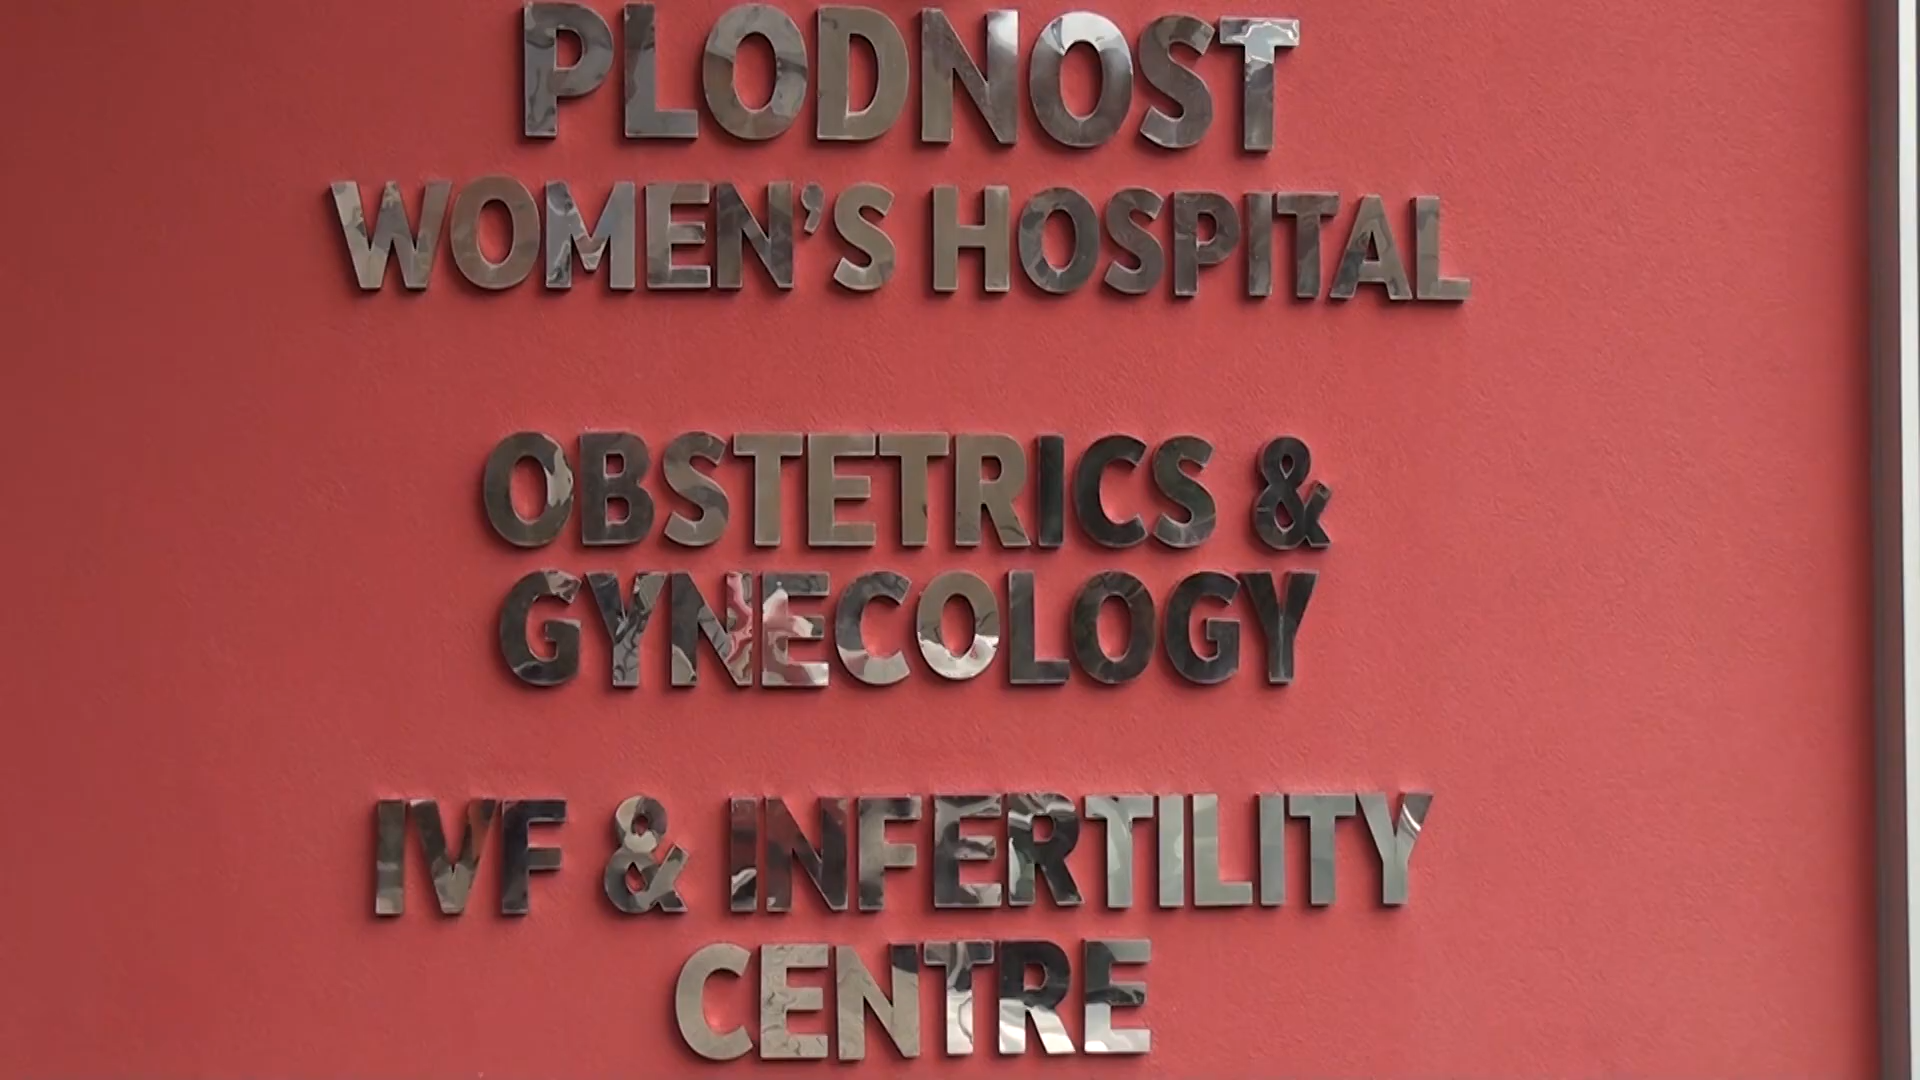 PLODNOST
WOMEN’S HOSPITAL
OBSTETRICS &
GYNECOLOGY
IVF & INFERTILITY
CENTRE